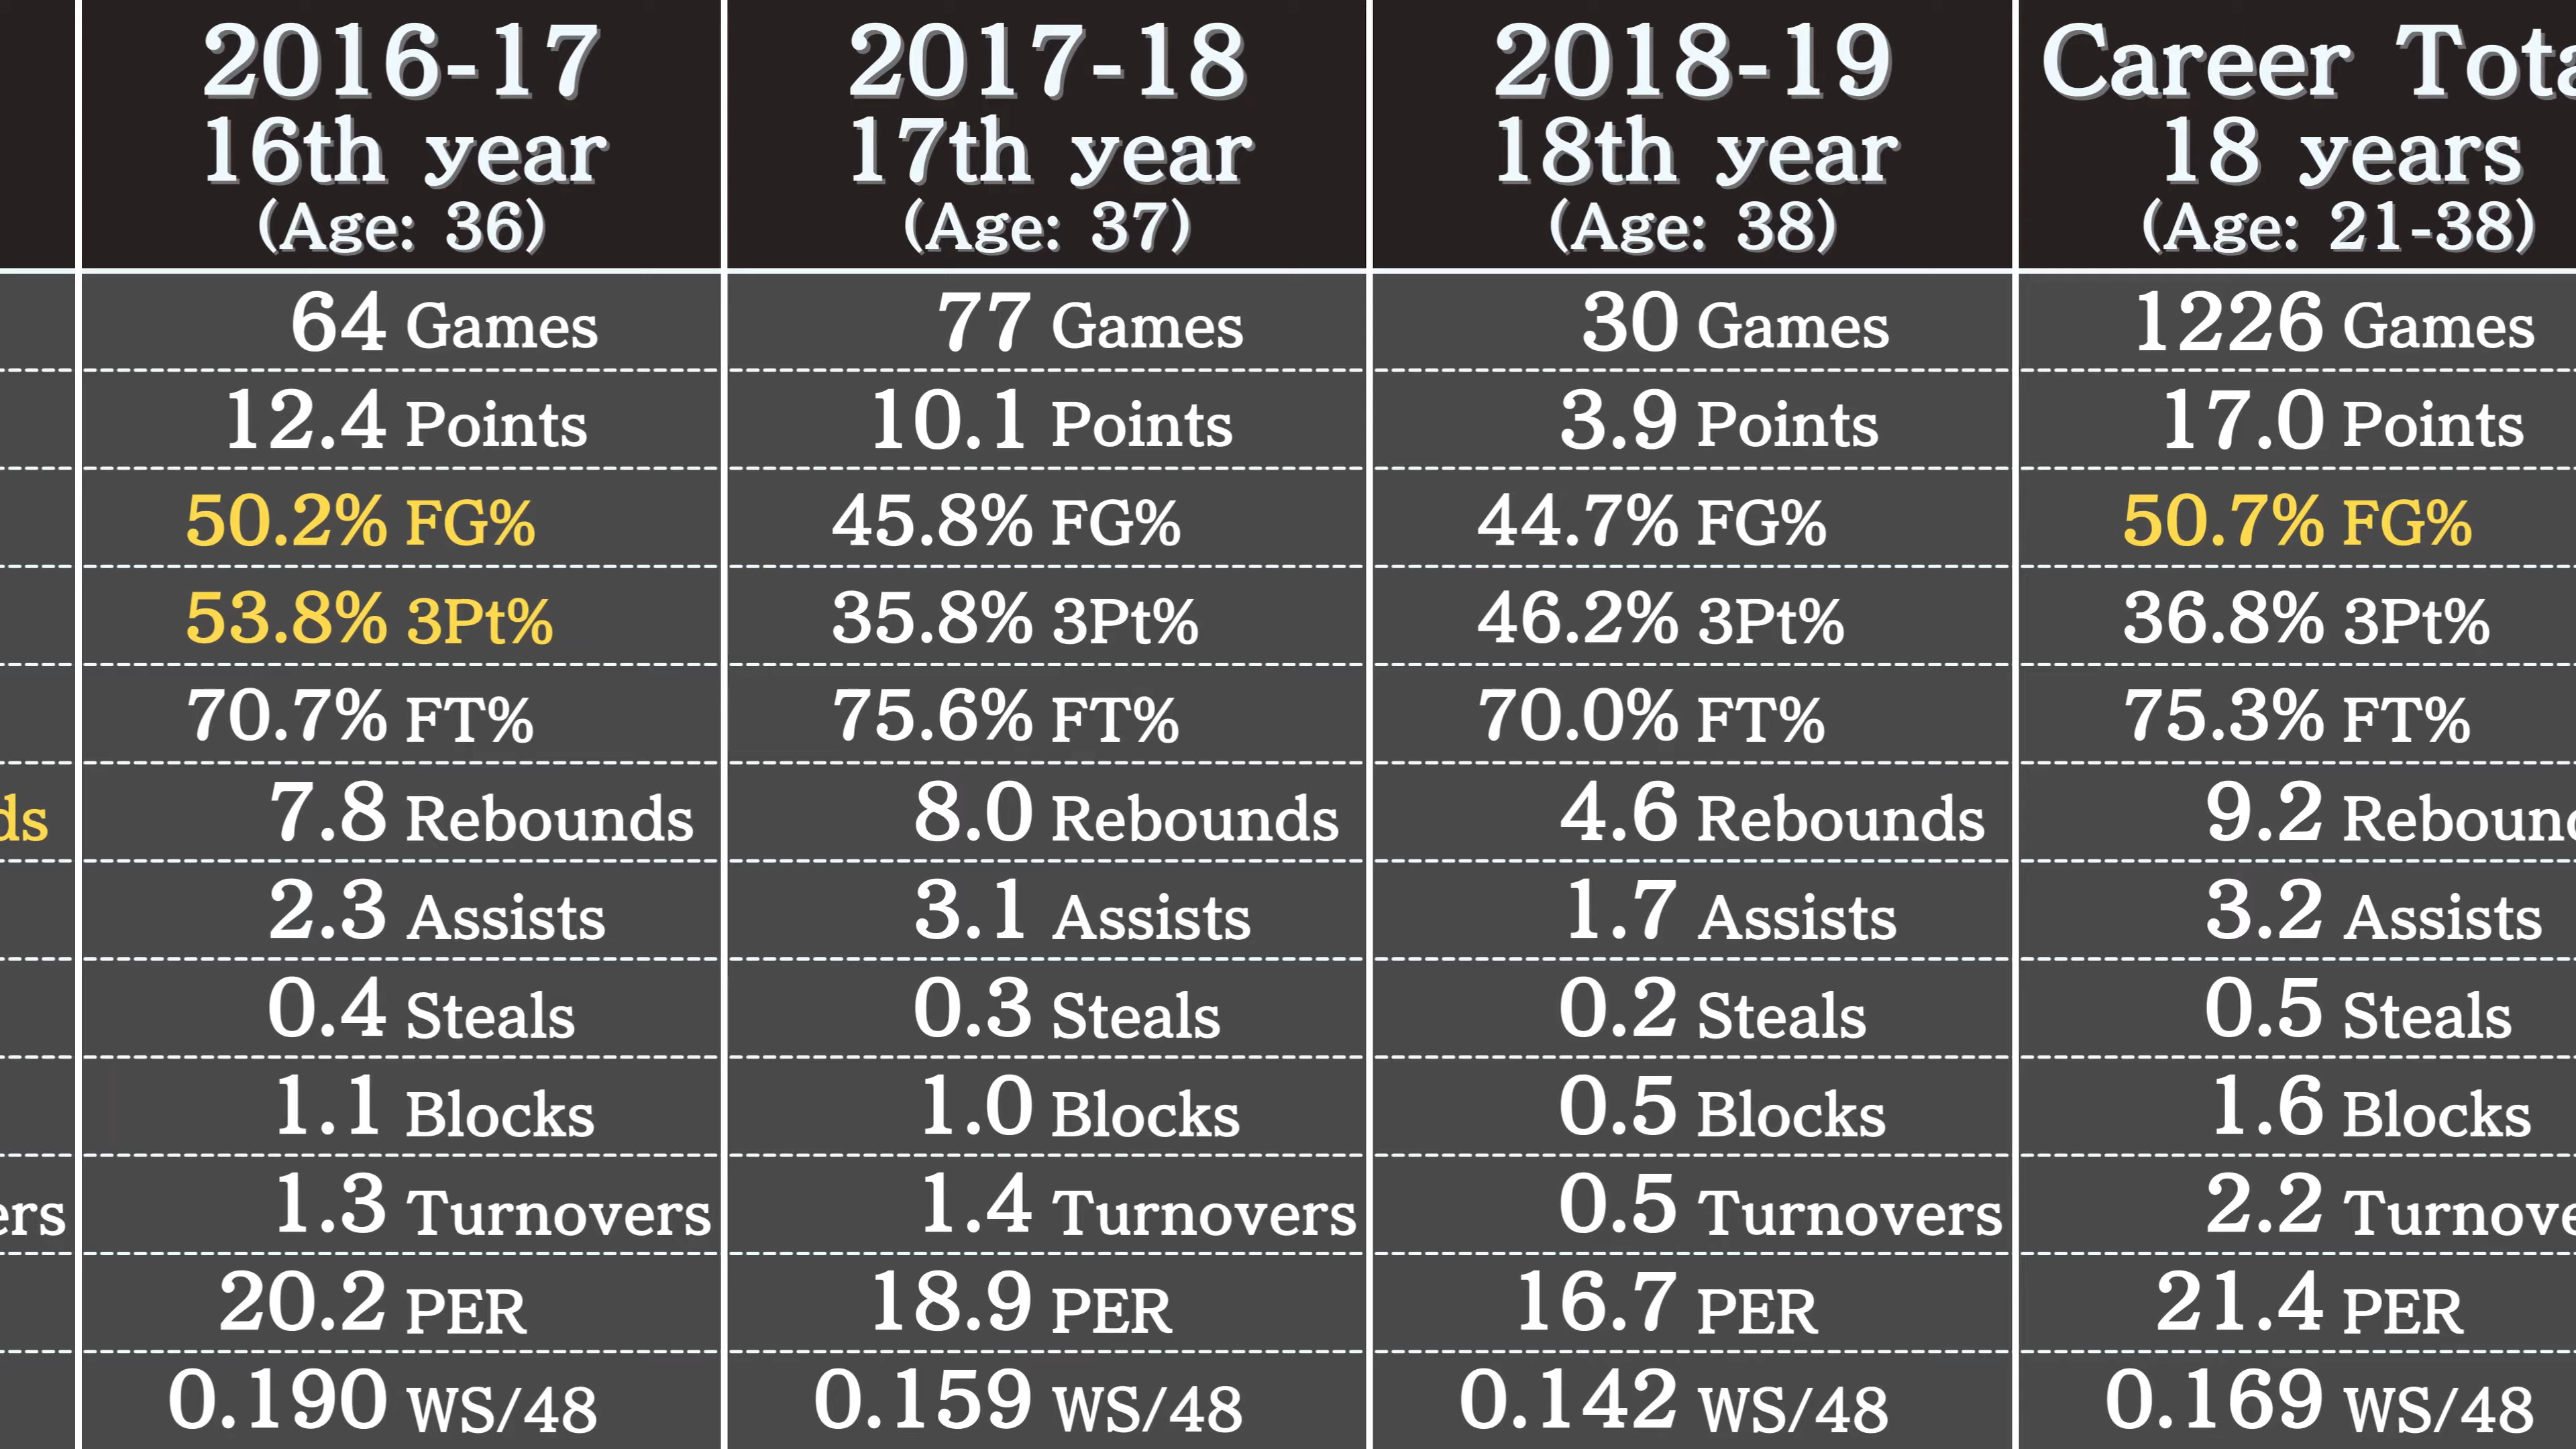 2016-17
16th year
(Age: 36)
2017-18
17th year
(Age: 37)
2018-19
18th year
(Age: 38)
Career Tota
18 years
(Age: 21-38)
64 Games
77 Games
30 Games
1226 Games
12.4 Points
10.1 Points
3.9 Points
17.0 Points
50.2% FG%
45.8% FG%
44.7% FG%
50.7% FG%
53.8% 3Pt%
35.8% 3Pt%
46.2% 3Pt%
36.8% 3Pt%
70.7% FT%
75.6% FT%
70.0% FT%
75.3% FT%
ds
7.8 Rebounds
8.0 Rebounds
4.6 Rebounds
9.2 Reboun
2.3 Assists
3.1 Assists
1.7 Assists
3.2 Assists
0.4 Steals
0.3 Steals
0.2 Steals
0.5 Steals
1.1 Blocks
1.0 Blocks
0.5 Blocks
1.6 Blocks
ers
1.3 Turnovers
1.4 Turnovers
0.5 Turnovers
2.2 Turnove
20.2 PER
18.9 PER
16.7 PER
21.4 PER
0.190 WS/48
0.159 WS/48
0.142 WS/48
0.169 WS/48